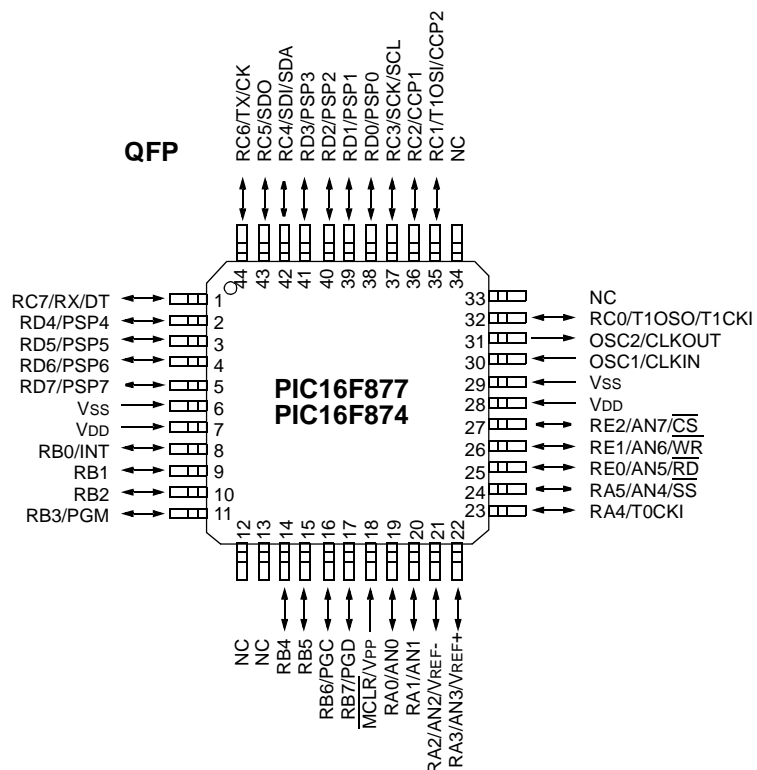 QFP
RC6/TX/CK
RC5/SDO
RC4/SDI/SDA
RD3/PSP3
RD2/PSP2
RD1/PSP1
RD0/PSP0
RC3/SCK/SCL
RC2/CCP1
RC1/T1OSI/CCP2
NC
44
43
42
41
40
39
38
37
36
35
34
RC7/RX/DT
RD4/PSP4
RD5/PSP5
RD6/PSP6
RD7/PSP7
VSS
VDD
RB0/INT
RB1
RB2
RB3/PGM
1
2
3
4
5
6
7
8
9
10
11
PIC16F877
PIC16F874
33
32
31
30
29
28
27
26
25
24
23
NC
RC0/T1OSO/T1CKI
OSC2/CLKOUT
OSC1/CLKIN
VSS
VDD
RE2/AN7/CS
RE1/AN6/WR
RE0/AN5/RD
RA5/AN4/SS
RA4/T0CKI
12
13
14
15
16
17
18
19
20
21
22
NC
NC
RB4
RB5
RB6/PGC
RB7/PGD
MCLR/VPP
RA0/AN0
RA1/AN1
RA2/AN2/VREF-
RA3/AN3/VREF+